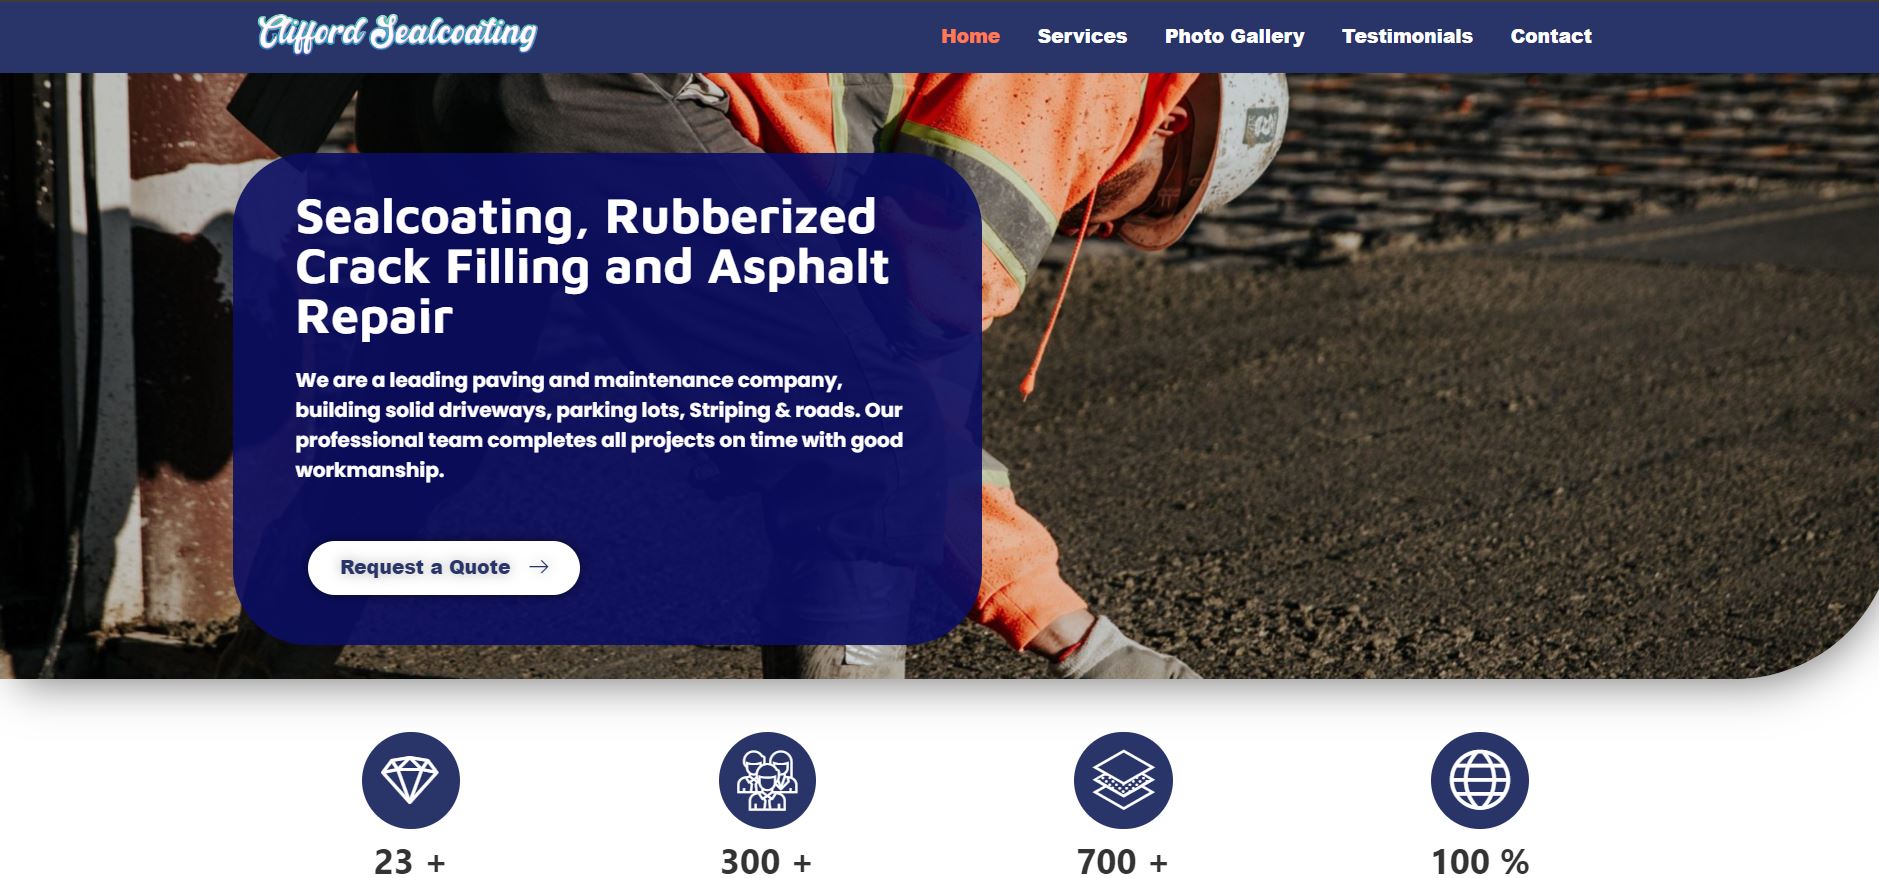 Clifford Sealcoating
Home Services Photo Gallery Testimonials Contact
Sealcoating, Rubberized
Crack Filling and Asphalt
Repair
We are a leading paving and maintenance company,
building solid driveways, parking lots, Striping & roads. Our
professional team completes all projects on time with good
workmanship.
Request a Quote →
23 + 300 + 700 + 100 %